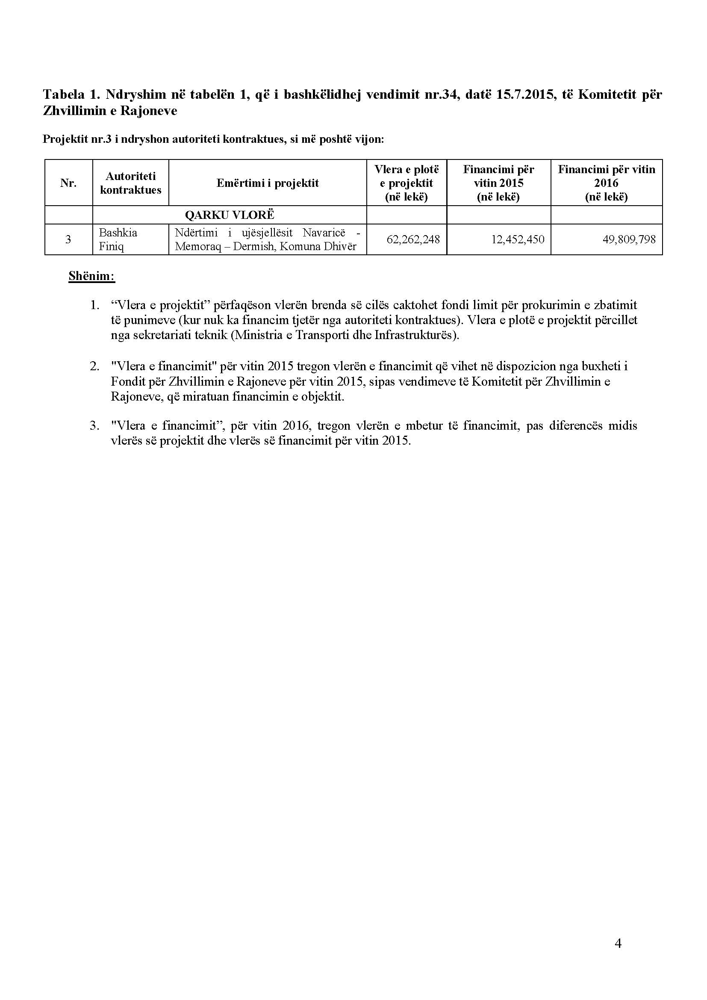 Tabela 1. Ndryshim në tabelën 1, që i bashkëlidhej vendimit nr.34, datë 15.7.2015, të Komitetit për
Zhvillimin e Rajoneve
Projektit nr.3 i ndryshon autoriteti kontraktues, si më poshtë vijon:
Nr.
Autoriteti
kontraktues
Emërtimi i projektit
Vlera e plotë
e projektit
(në lekë)
Financimi për
vitin 2015
(në lekë)
Financimi për vitin
2016
(në lekë)
QARKU VLORË
3
Bashkia
Finiq
Ndërtimi i ujësjellësit Navaricë -
Memoraq – Dermish, Komuna Dhivër
62,262,248
12,452,450
49,809,798
Shënim:
1. “Vlera e projektit” përfaqëson vlerën brenda së cilës caktohet fondi limit për prokurimin e zbatimit
të punimeve (kur nuk ka financim tjetër nga autoriteti kontraktues). Vlera e plotë e projektit përcillet
nga sekretariati teknik (Ministria e Transporti dhe Infrastrukturës).
2. "Vlera e financimit" për vitin 2015 tregon vlerën e financimit që vihet në dispozicion nga buxheti i
Fondit për Zhvillimin e Rajoneve për vitin 2015, sipas vendimeve të Komitetit për Zhvillimin e
Rajoneve, që miratuan financimin e objektit.
3. "Vlera e financimit”, për vitin 2016, tregon vlerën e mbetur të financimit, pas diferencës midis
vlerës së projektit dhe vlerës së financimit për vitin 2015.
4